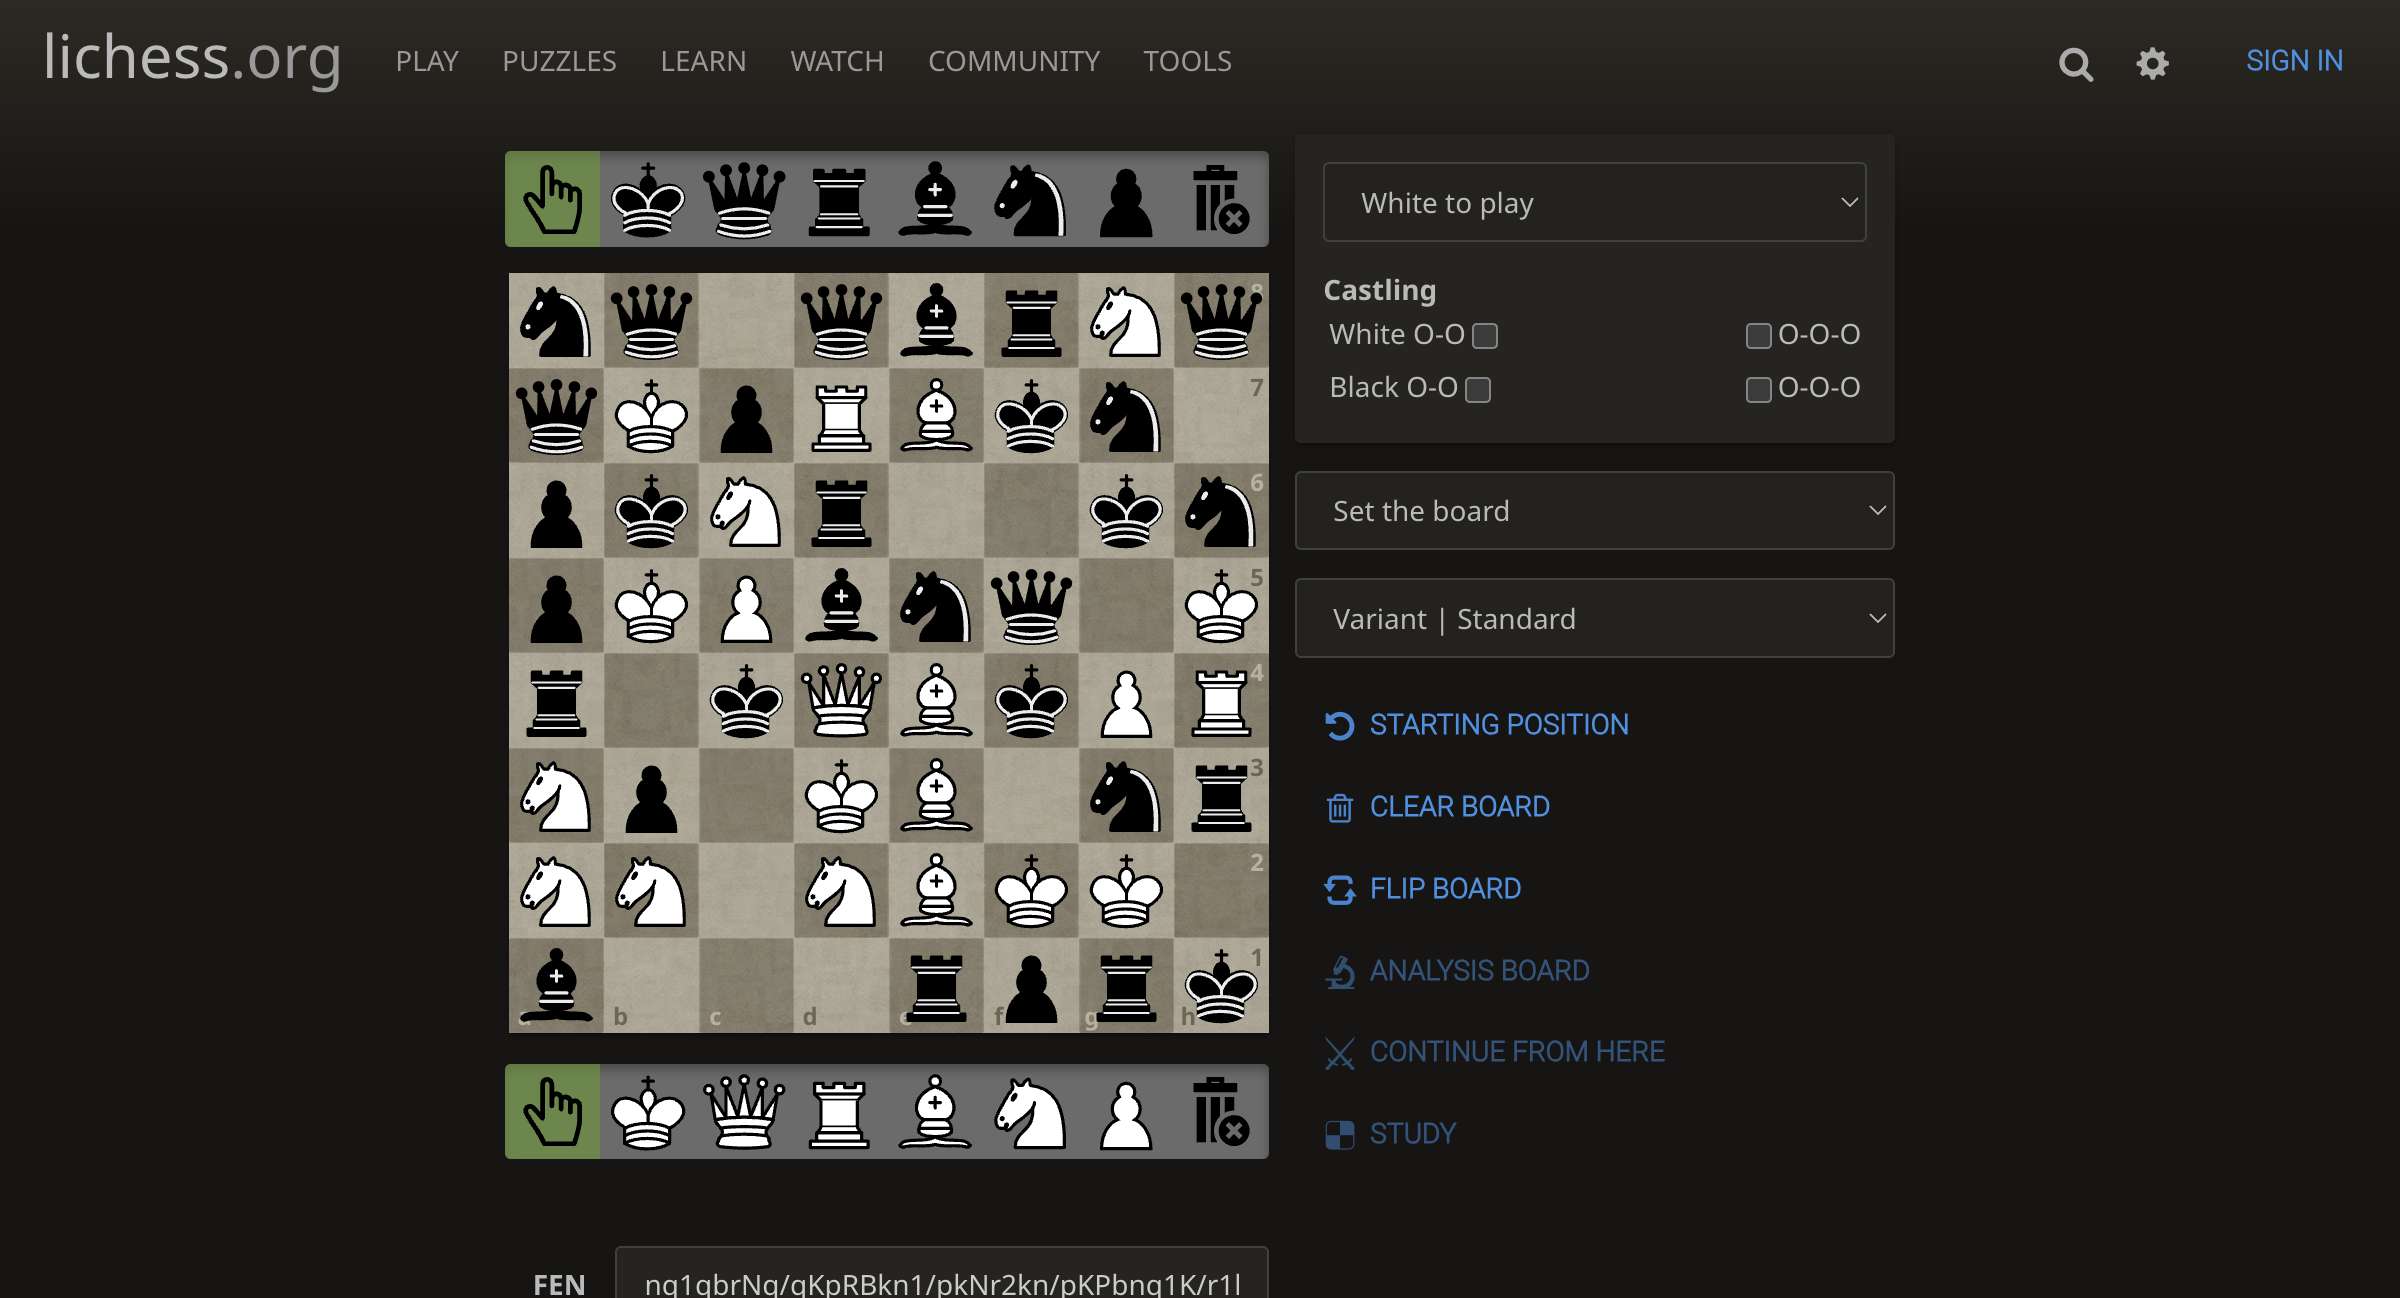 lichess.org PLAY PUZZLES LEARN WATCH COMMUNITY TOOLS SIGN IN
White to play
Castling
White O-O O-O-O
Black O-O O-O-O
Set the board
Variant | Standard
STARTING POSITION
CLEAR BOARD
FLIP BOARD
ANALYSIS BOARD
CONTINUE FROM HERE
STUDY
8
7
6
5
4
3
2
1
a b c d e f g h
FEN nq1qbrNq/qKpRBkn1/pkNr2kn/pKPbnq1K/r1